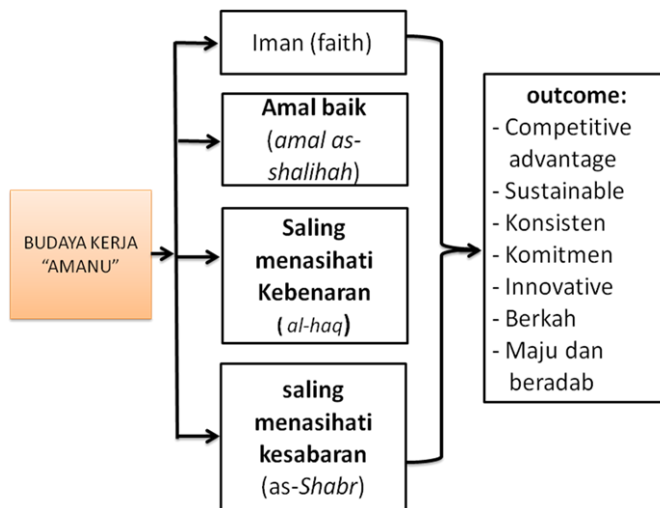 BUDAYA KERJA
“AMANU”
Iman (faith)
Amal baik
(amal as-
shalihah)
Saling
menasihati
Kebenaran
( al-haq)
saling
menasihati
kesabaran
(as-Shabr)
outcome:
- Competitive
advantage
- Sustainable
- Konsisten
- Komitmen
- Innovative
- Berkah
- Maju dan
beradab